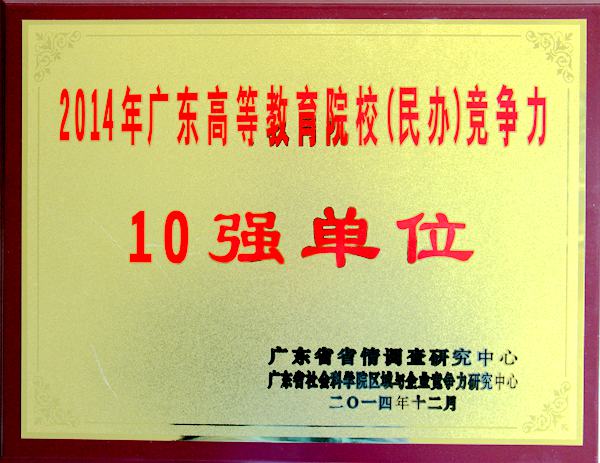 2014年广东高等教育院校(民办)竞争力
10强单位
广东省省情调查研究中心
广东省社会科学院区域与企业竞争力研究中心
二〇一四年十二月